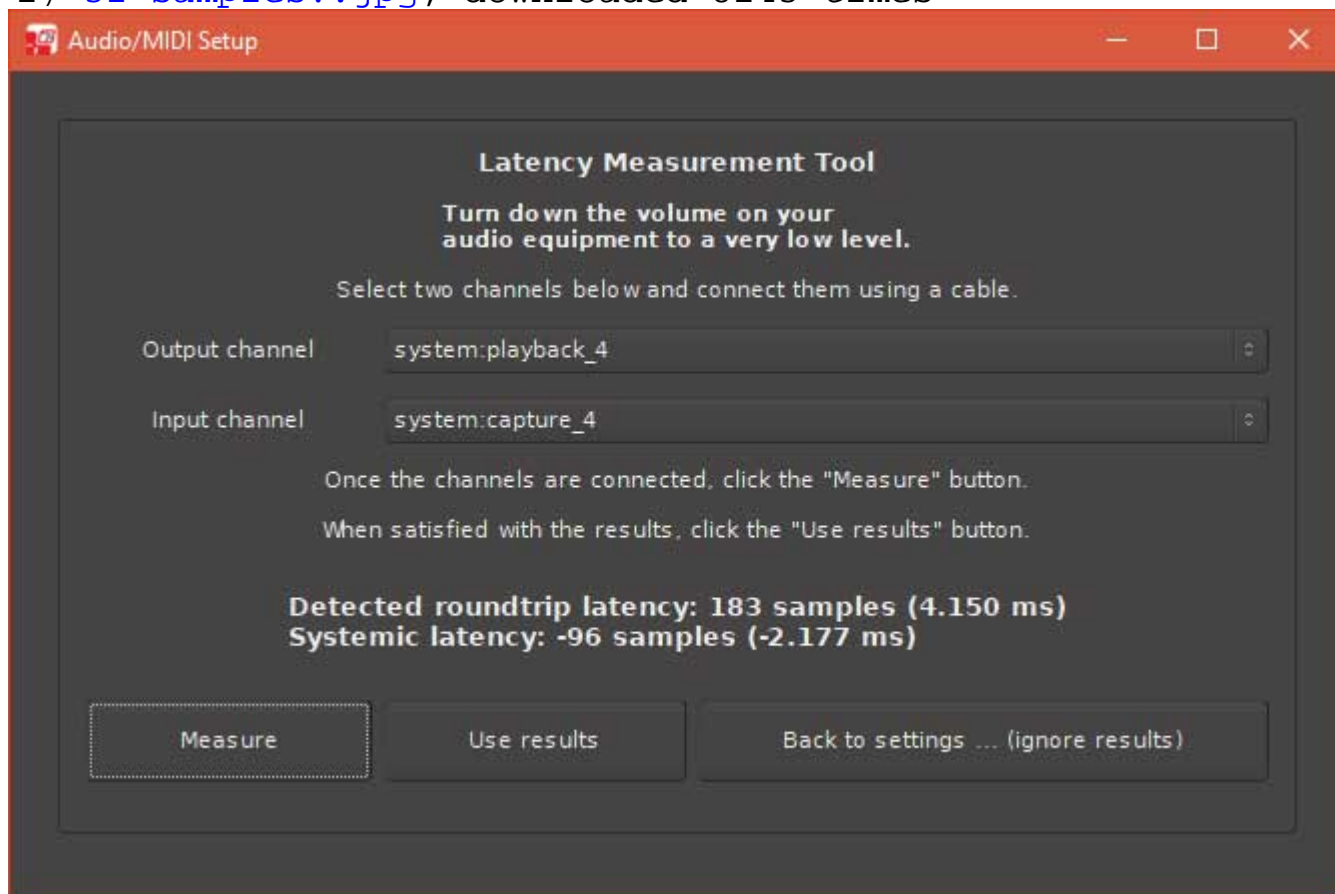 downloaded
Audio/MIDI Setup
Latency Measurement Tool
Turn down the volume on your
audio equipment to a very low level.
Select two channels below and connect them using a cable.
Output channel system:playback_4
Input channel system:capture_4
Once the channels are connected, click the "Measure" button.
When satisfied with the results, click the "Use results" button.
Detected roundtrip latency: 183 samples (4.150 ms)
Systemic latency: -96 samples (-2.177 ms)
Measure Use results Back to settings ... (ignore results)